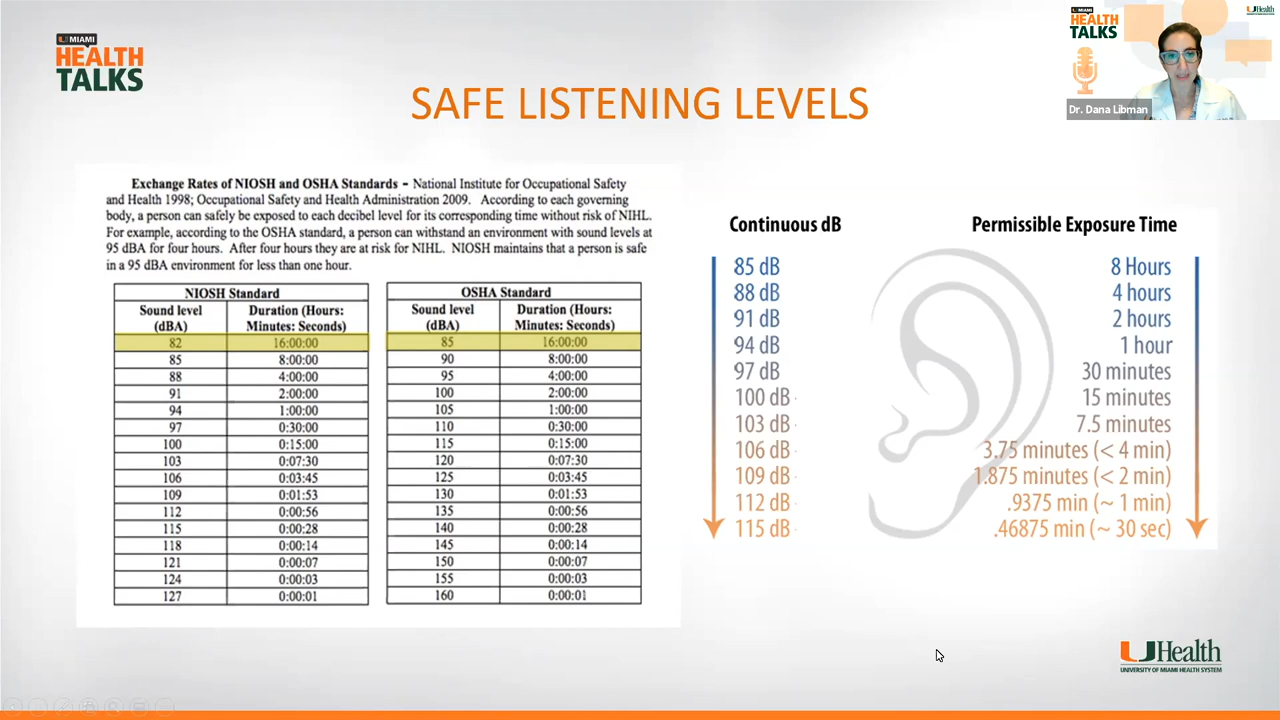 U MIAMI
HEALTH
TALKS
SAFE LISTENING LEVELS
U MIAMI
HEALTH
TALKS
UHealth
Dr. Dana Libman
Exchange Rates of NIOSH and OSHA Standards – National Institute for Occupational Safety
and Health 1998; Occupational Safety and Health Administration 2009. According to each governing
body, a person can safely be exposed to each decibel level for its corresponding time without risk of NIHL.
For example, according to the OSHA standard, a person can withstand an environment with sound levels at
95 dBA for four hours. After four hours they are at risk for NIHL. NIOSH maintains that a person is safe
in a 95 dBA environment for less than one hour.
NIOSH Standard
Sound level (dBA) Duration (Hours: Minutes: Seconds)
82 16:00:00
85 8:00:00
88 4:00:00
91 2:00:00
94 1:00:00
97 0:30:00
100 0:15:00
103 0:07:30
106 0:03:45
109 0:01:53
112 0:00:56
115 0:00:28
118 0:00:14
121 0:00:07
124 0:00:03
127 0:00:01
OSHA Standard
Sound level (dBA) Duration (Hours: Minutes: Seconds)
85 16:00:00
90 8:00:00
95 4:00:00
100 2:00:00
105 1:00:00
110 0:30:00
115 0:15:00
120 0:07:30
125 0:03:45
130 0:01:53
135 0:00:56
140 0:00:28
145 0:00:14
150 0:00:07
155 0:00:03
160 0:00:01
Continuous dB Permissible Exposure Time
85 dB 8 Hours
88 dB 4 hours
91 dB 2 hours
94 dB 1 hour
97 dB 30 minutes
100 dB 15 minutes
103 dB 7.5 minutes
106 dB 3.75 minutes (< 4 min)
109 dB 1.875 minutes (< 2 min)
112 dB .9375 min (~ 1 min)
115 dB .46875 min (~ 30 sec)
UHealth
UNIVERSITY OF MIAMI HEALTH SYSTEM